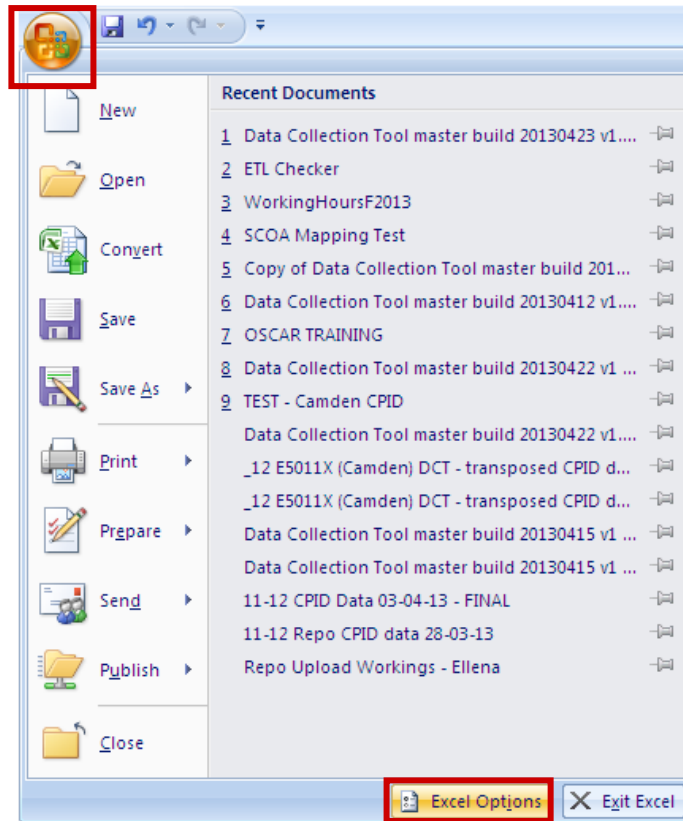 New
Open
Convert
Save
Save As
Print
Prepare
Send
Publish
Close
Recent Documents
1 Data Collection Tool master build 20130423 v1....
2 ETL Checker
3 WorkingHoursF2013
4 SCOA Mapping Test
5 Copy of Data Collection Tool master build 201...
6 Data Collection Tool master build 20130412 v1....
7 OSCAR TRAINING
8 Data Collection Tool master build 20130422 v1 ...
9 TEST - Camden CPID
Data Collection Tool master build 20130422 v1....
_12 E5011X (Camden) DCT - transposed CPID d...
_12 E5011X (Camden) DCT - transposed CPID d...
Data Collection Tool master build 20130415 v1 ...
Data Collection Tool master build 20130415 v1 ...
11-12 CPID Data 03-04-13 - FINAL
11-12 Repo CPID data 28-03-13
Repo Upload Workings - Ellena
Excel Options
Exit Excel